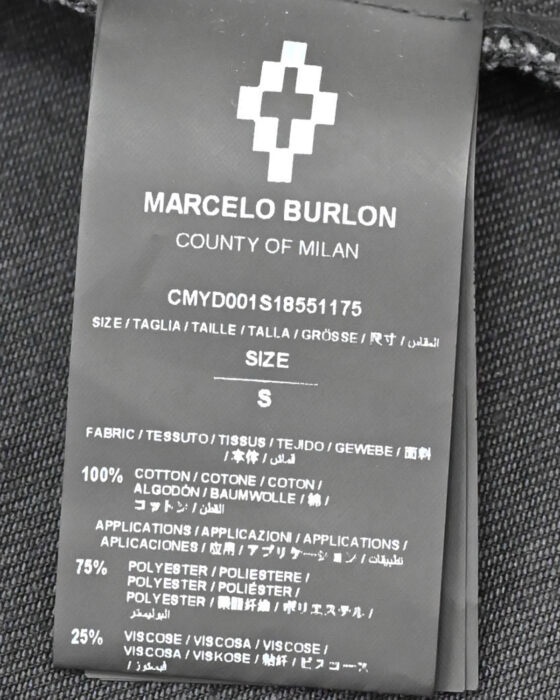 MARCELO BURLON
COUNTY OF MILAN
CMYD001S18551175
SIZE / TAGLIA / TAILLE / TALLA / GRÖSSE / 尺寸 / المقاس
SIZE
S
FABRIC / TESSUTO / TISSUS / TEJIDO / GEWEBE / 面料
/ 本体 / قماش
100% COTTON / COTONE / COTON /
ALGODÓN / BAUMWOLLE / 棉 /
コットン / القطن
APPLICATIONS / APPLICAZIONI / APPLICATIONS /
APLICACIONES / 应用 / アプリケーション / تطبيقات
75% POLYESTER / POLIESTERE /
POLYESTER / POLIÉSTER /
POLYESTER / 聚酯纤维 / ポリエステル /
البوليستر
25% VISCOSE / VISCOSA / VISCOSE /
VISCOSA / VISKOSE / 粘纤 / ビスコース
/